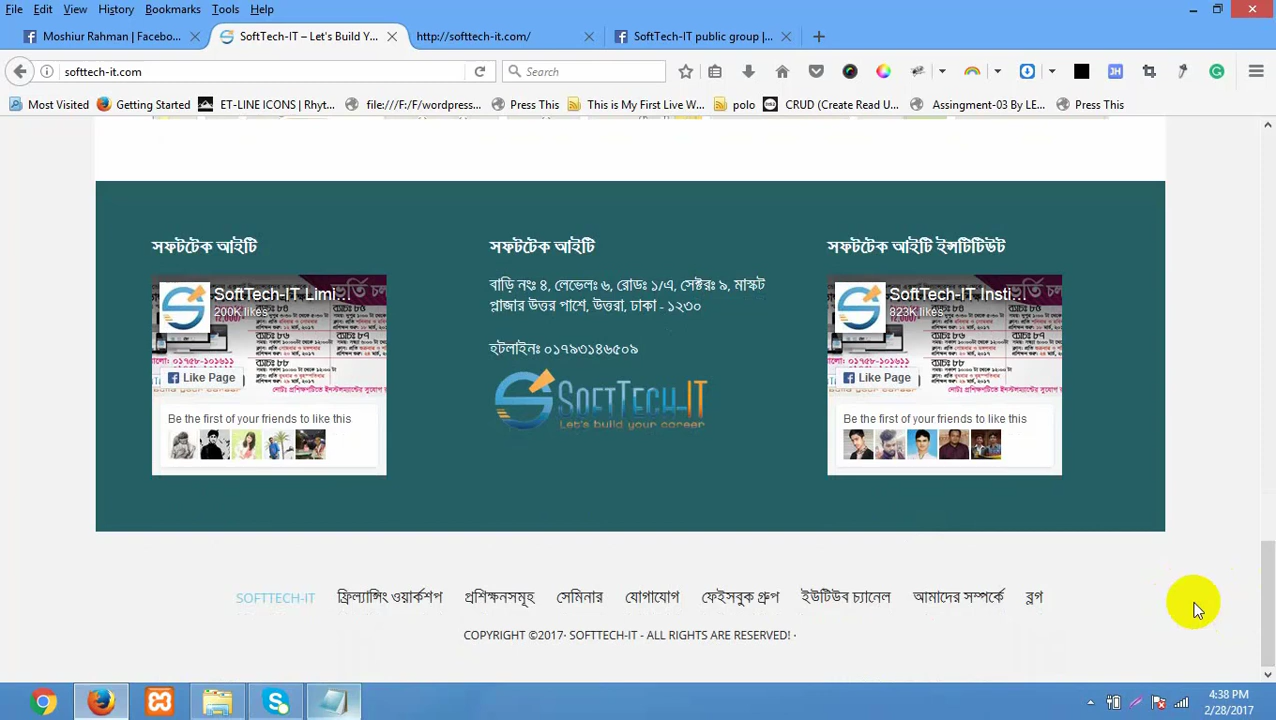 File Edit View History Bookmarks Tools Help
Moshiur Rahman | Facebo... SoftTech-IT – Let's Build Y... http://softtech-it.com/ SoftTech-IT public group |...
softtech-it.com Search
Most Visited Getting Started ET-LINE ICONS | Rhyt... file:///F:/F/wordpress... Press This This is My First Live W... polo CRUD (Create Read U... Assingment-03 By LE... Press This
সফটটেক আইটি সফটটেক আইটি সফটটেক আইটি ইন্সটিটিউট
SoftTech-IT Limi...
200K likes
Like Page
Be the first of your friends to like this
বাড়ি নংঃ ৪, লেভেলঃ ৬, রোডঃ ১/এ, সেক্টরঃ ৯, মাস্কট
প্লাজার উত্তর পাশে, উত্তরা, ঢাকা - ১২৩০
হটলাইনঃ ০১৭৯৩১৪৬৫০৯
SOFTTECH-IT
Let's build your career
SoftTech-IT Insti...
823K likes
Like Page
Be the first of your friends to like this
SOFTTECH-IT ফ্রিল্যান্সিং ওয়ার্কশপ প্রশিক্ষনসমূহ সেমিনার যোগাযোগ ফেইসবুক গ্রুপ ইউটিউব চ্যানেল আমাদের সম্পর্কে ব্লগ
COPYRIGHT ©2017· SOFTTECH-IT - ALL RIGHTS ARE RESERVED! ·
4:38 PM
2/28/2017